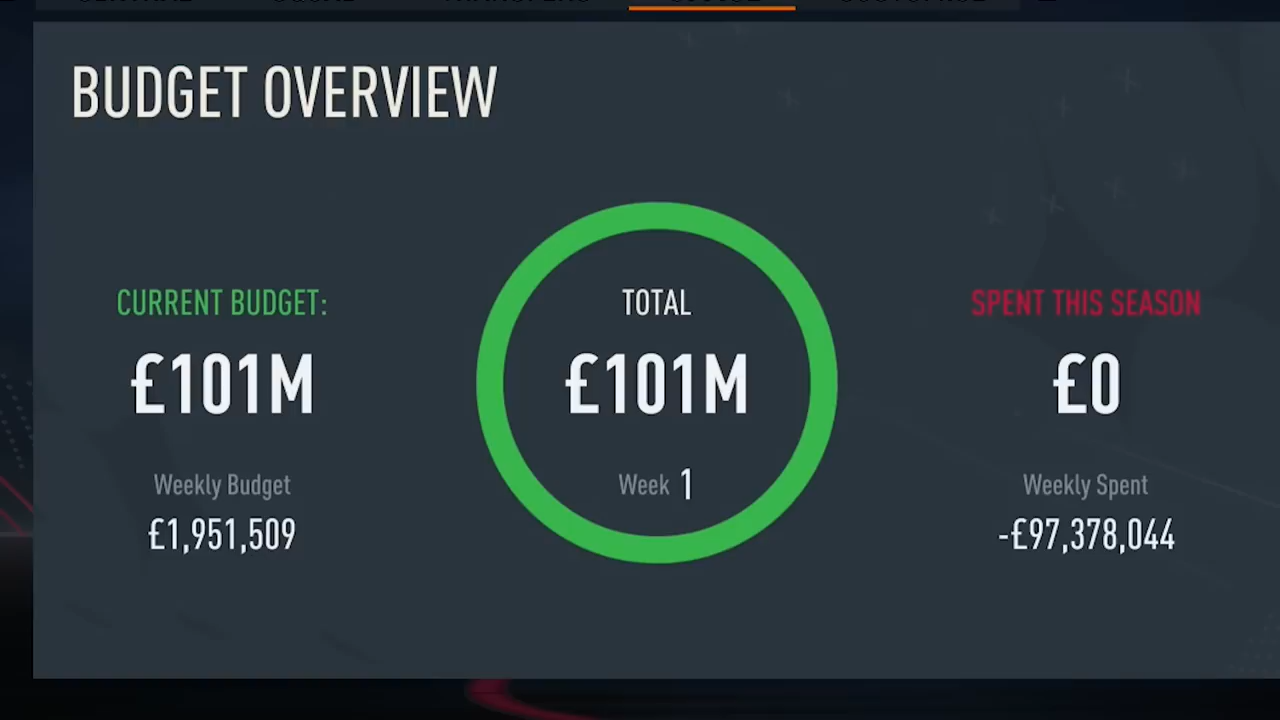 BUDGET OVERVIEW
CURRENT BUDGET:
£101M
Weekly Budget
£1,951,509
TOTAL
£101M
Week 1
SPENT THIS SEASON
£0
Weekly Spent
-£97,378,044